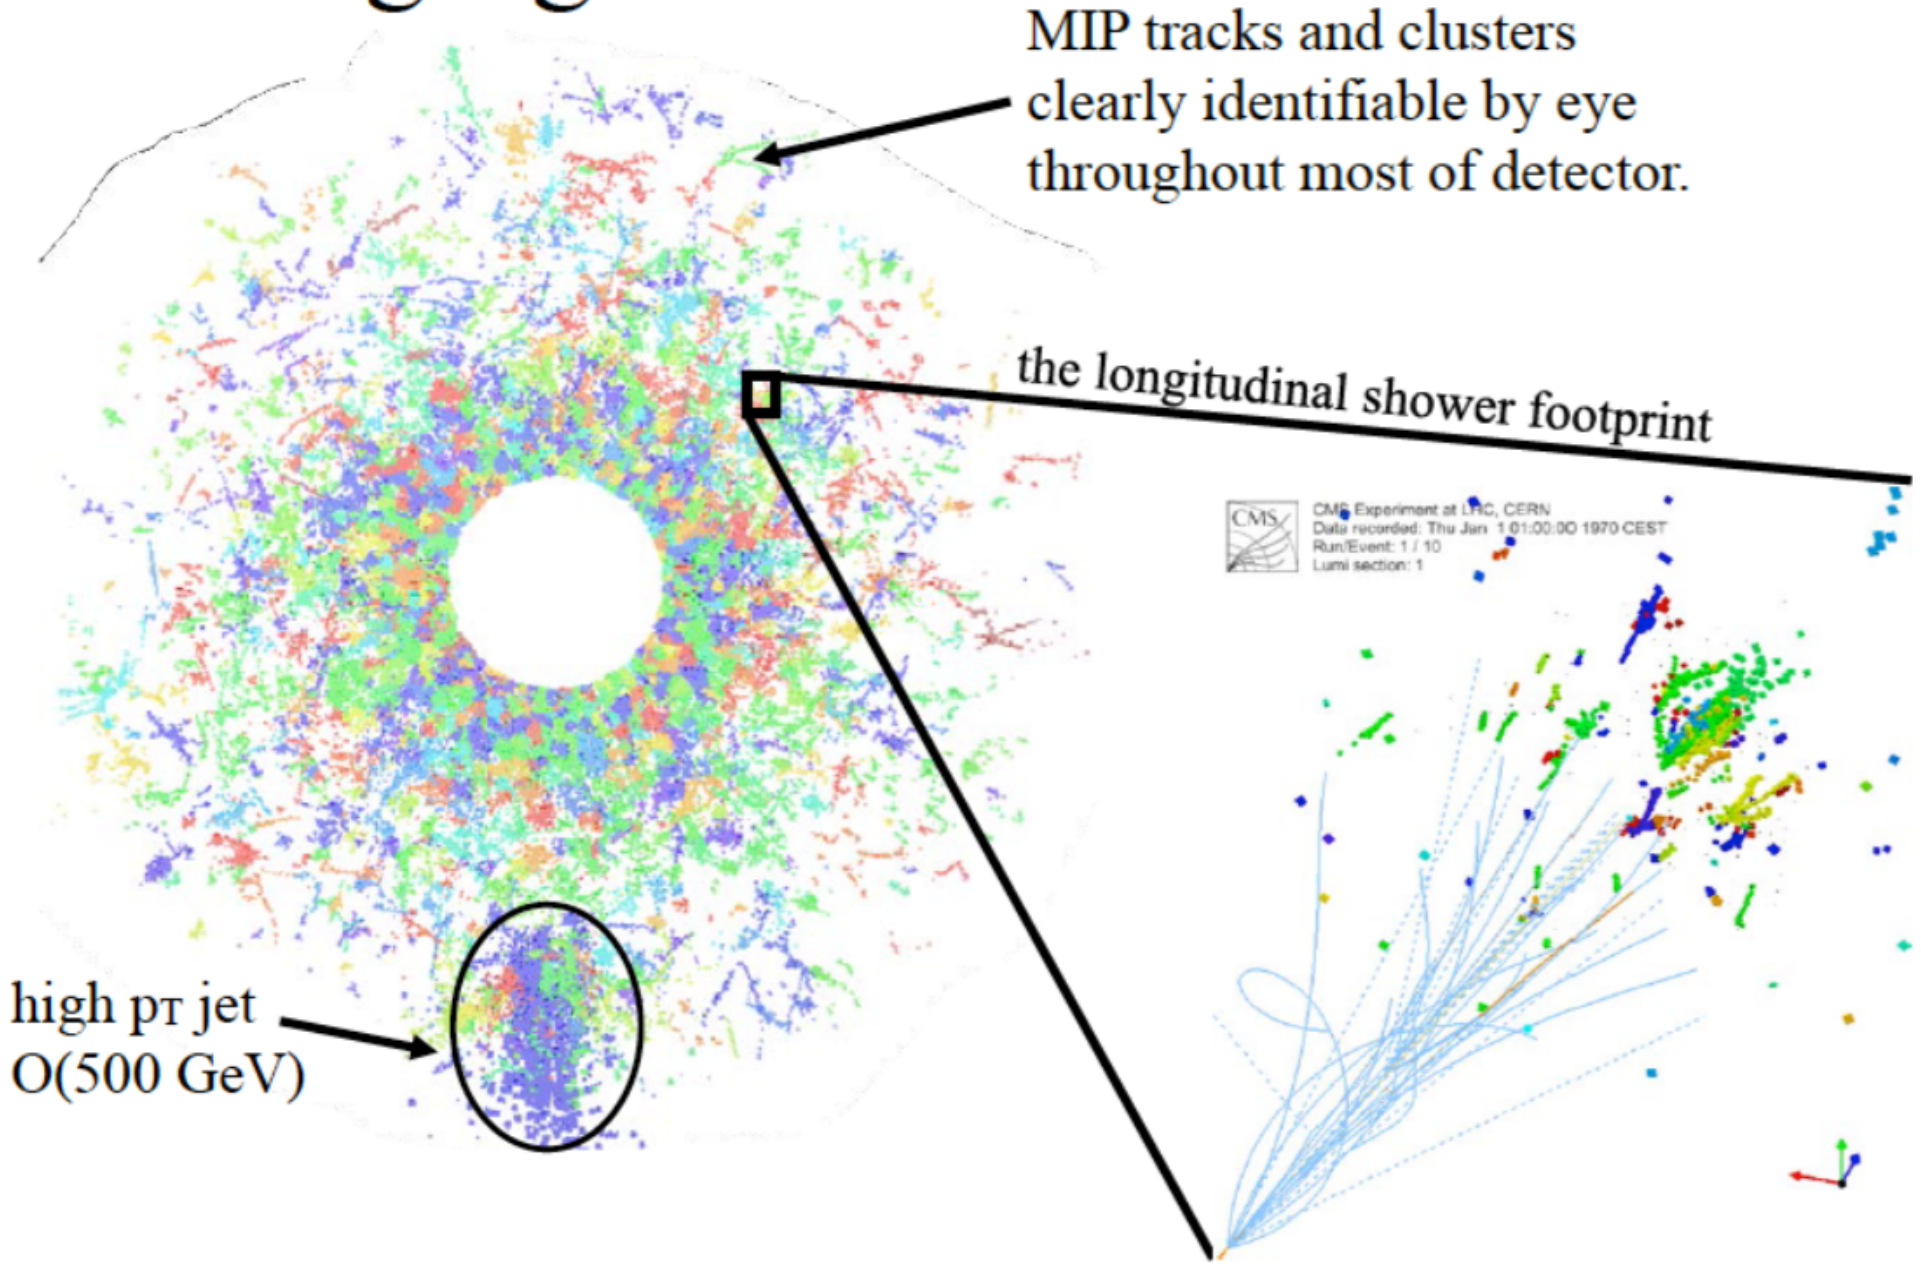 MIP tracks and clusters
clearly identifiable by eye
throughout most of detector.
the longitudinal shower footprint
CMS
CMS Experiment at LHC, CERN
Data recorded: Thu Jan 1 01:00:00 1970 CEST
Run/Event: 1 / 10
Lumi section: 1
high pT jet
O(500 GeV)